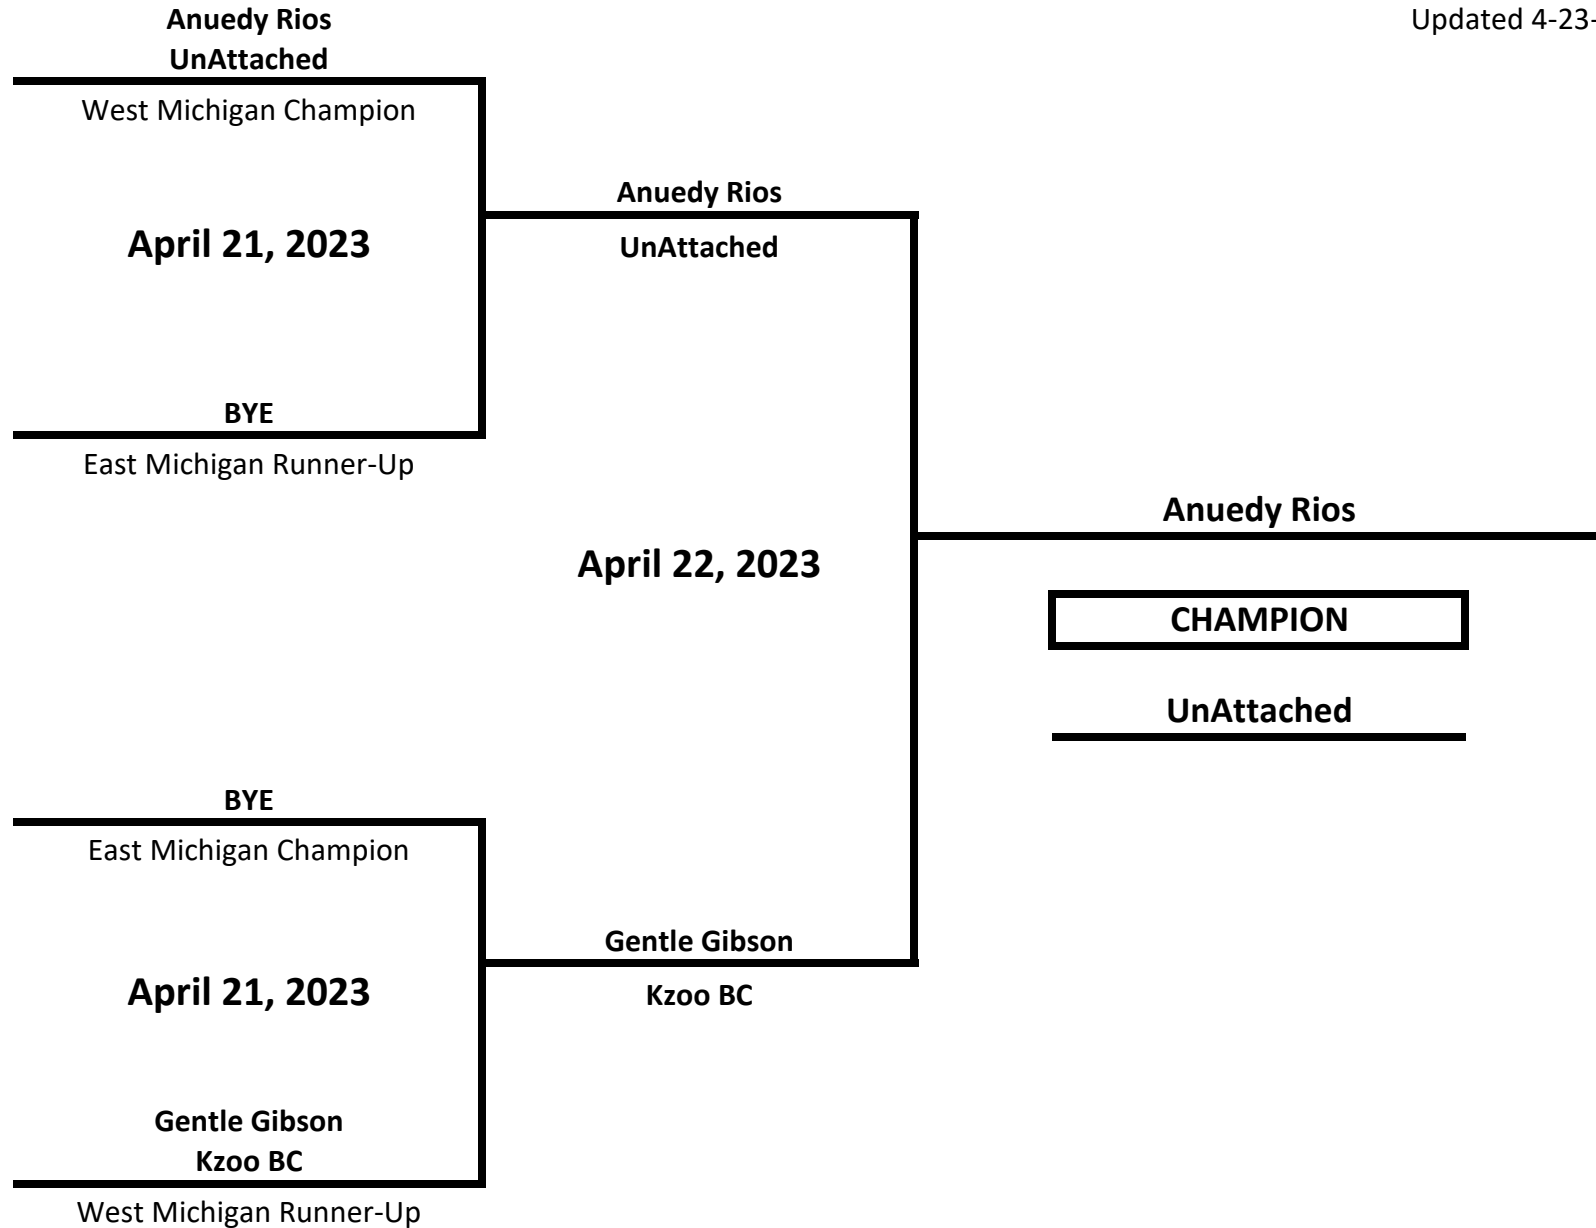 Anuedy Rios
UnAttached
Updated 4-23-
West Michigan Champion
Anuedy Rios
April 21, 2023
UnAttached
BYE
East Michigan Runner-Up
Anuedy Rios
April 22, 2023
CHAMPION
UnAttached
BYE
East Michigan Champion
Gentle Gibson
April 21, 2023
Kzoo BC
Gentle Gibson
Kzoo BC
West Michigan Runner-Up